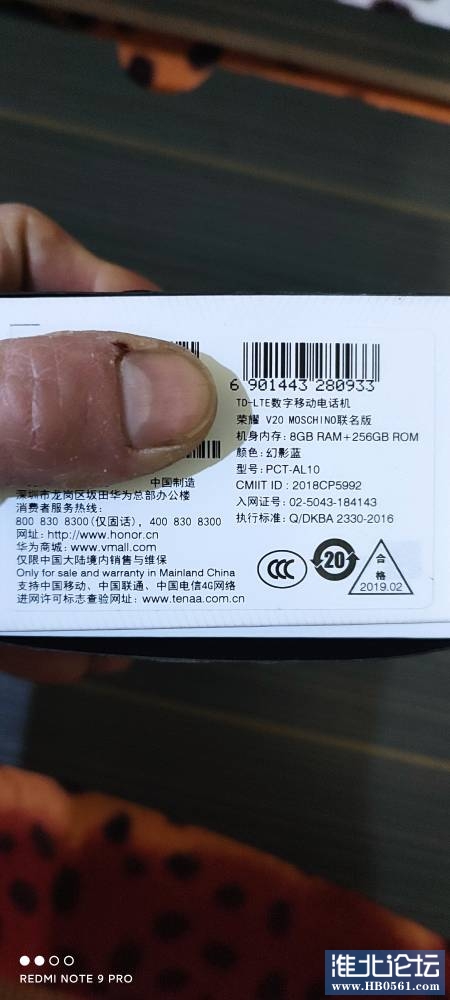 6 901443 280933
TD-LTE数字移动电话机
荣耀 V20 MOSCHINO联名版
机身内存: 8GB RAM+256GB ROM
颜色: 幻影蓝
型号: PCT-AL10
CMIIT ID: 2018CP5992
入网证号: 02-5043-184143
执行标准: Q/DKBA 2330-2016
中国制造
深圳市龙岗区坂田华为总部办公楼
消费者服务热线:
800 830 8300(仅固话), 400 830 8300
网址: http://www.honor.cn
华为商城: www.vmall.com
仅限中国大陆境内销售与维保
Only for sale and warranty in Mainland China
支持中国移动、中国联通、中国电信4G网络
进网许可标志查验网址: www.tenaa.com.cn
CCC
20
合
格
2019.02
REDMI NOTE 9 PRO
淮北论坛
www.HB0561.com